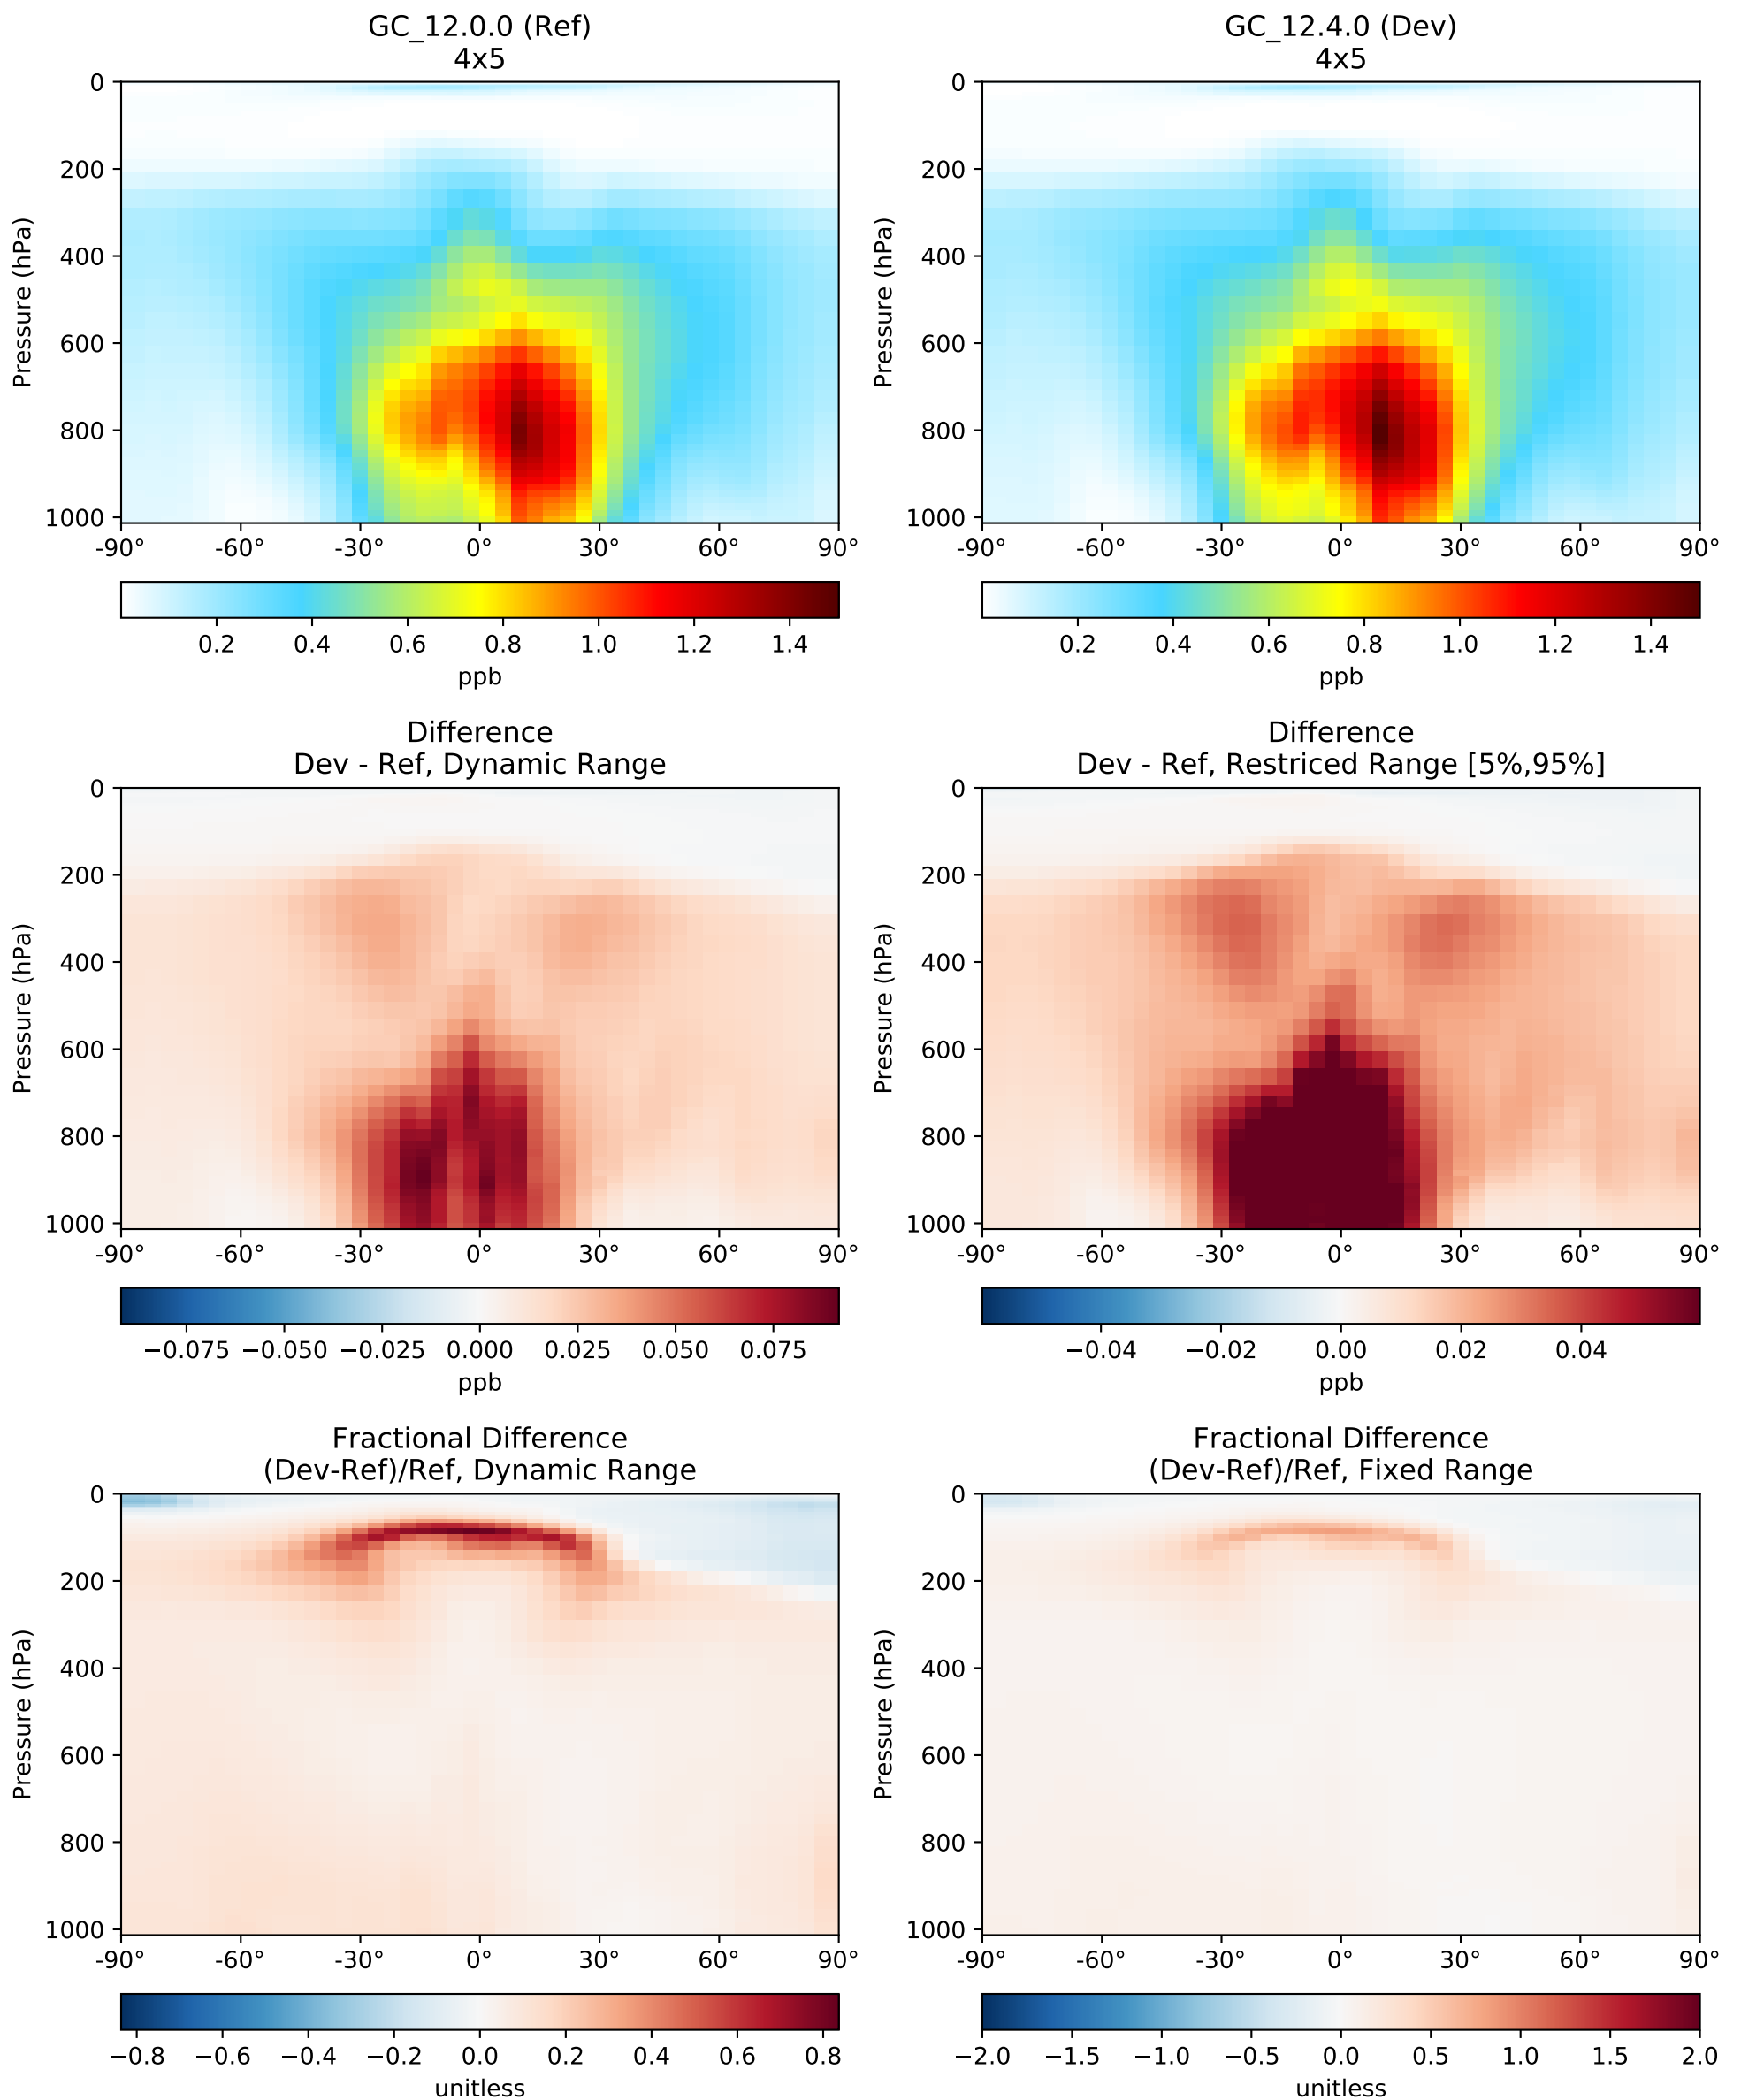 GC_12.0.0 (Ref)
4x5
GC_12.4.0 (Dev)
4x5
Pressure (hPa)
0
200
400
600
800
1000
-90° -60° -30° 0° 30° 60° 90°
0.2 0.4 0.6 0.8 1.0 1.2 1.4
ppb
Pressure (hPa)
0
200
400
600
800
1000
-90° -60° -30° 0° 30° 60° 90°
0.2 0.4 0.6 0.8 1.0 1.2 1.4
ppb
Difference
Dev - Ref, Dynamic Range
Pressure (hPa)
0
200
400
600
800
1000
-90° -60° -30° 0° 30° 60° 90°
−0.075 −0.050 −0.025 0.000 0.025 0.050 0.075
ppb
Difference
Dev - Ref, Restriced Range [5%,95%]
Pressure (hPa)
0
200
400
600
800
1000
-90° -60° -30° 0° 30° 60° 90°
−0.04 −0.02 0.00 0.02 0.04
ppb
Fractional Difference
(Dev-Ref)/Ref, Dynamic Range
Pressure (hPa)
0
200
400
600
800
1000
-90° -60° -30° 0° 30° 60° 90°
−0.8 −0.6 −0.4 −0.2 0.0 0.2 0.4 0.6 0.8
unitless
Fractional Difference
(Dev-Ref)/Ref, Fixed Range
Pressure (hPa)
0
200
400
600
800
1000
-90° -60° -30° 0° 30° 60° 90°
−2.0 −1.5 −1.0 −0.5 0.0 0.5 1.0 1.5 2.0
unitless